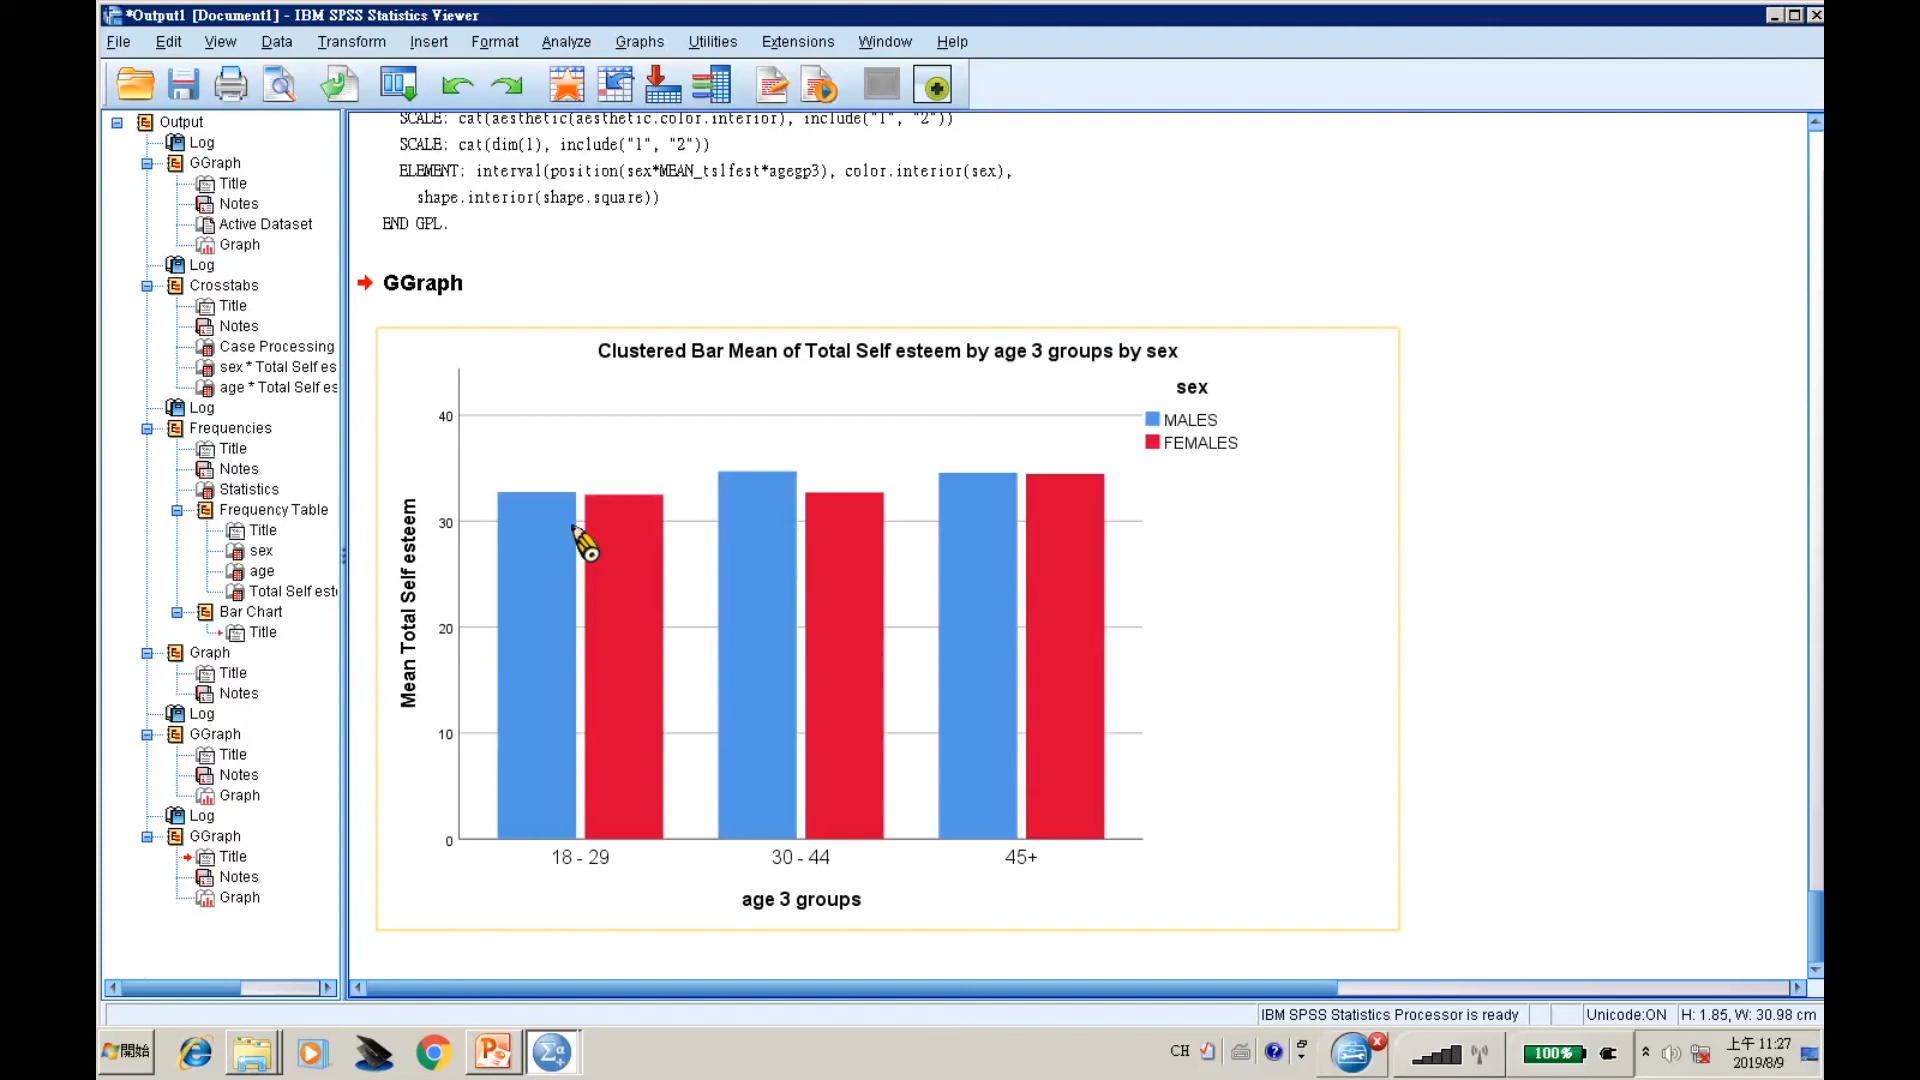 *Output1 [Document1] - IBM SPSS Statistics Viewer
File Edit View Data Transform Insert Format Analyze Graphs Utilities Extensions Window Help
Output
Log
GGraph
Title
Notes
Active Dataset
Graph
Log
Crosstabs
Title
Notes
Case Processing
sex * Total Self es
age * Total Self es
Log
Frequencies
Title
Notes
Statistics
Frequency Table
Title
sex
age
Total Self est
Bar Chart
Title
Graph
Title
Notes
Log
GGraph
Title
Notes
Graph
Log
GGraph
Title
Notes
Graph
SCALE: cat(aesthetic(aesthetic.color.interior), include("1", "2"))
SCALE: cat(dim(1), include("1", "2"))
ELEMENT: interval(position(sex*MEAN_tslfest*agegp3), color.interior(sex),
shape.interior(shape.square))
END GPL.
GGraph
Clustered Bar Mean of Total Self esteem by age 3 groups by sex
sex
MALES
FEMALES
Mean Total Self esteem
40
30
20
10
0
18 - 29 30 - 44 45+
age 3 groups
IBM SPSS Statistics Processor is ready Unicode:ON H: 1.85, W: 30.98 cm
開始
CH
100%
上午 11:27
2019/8/9